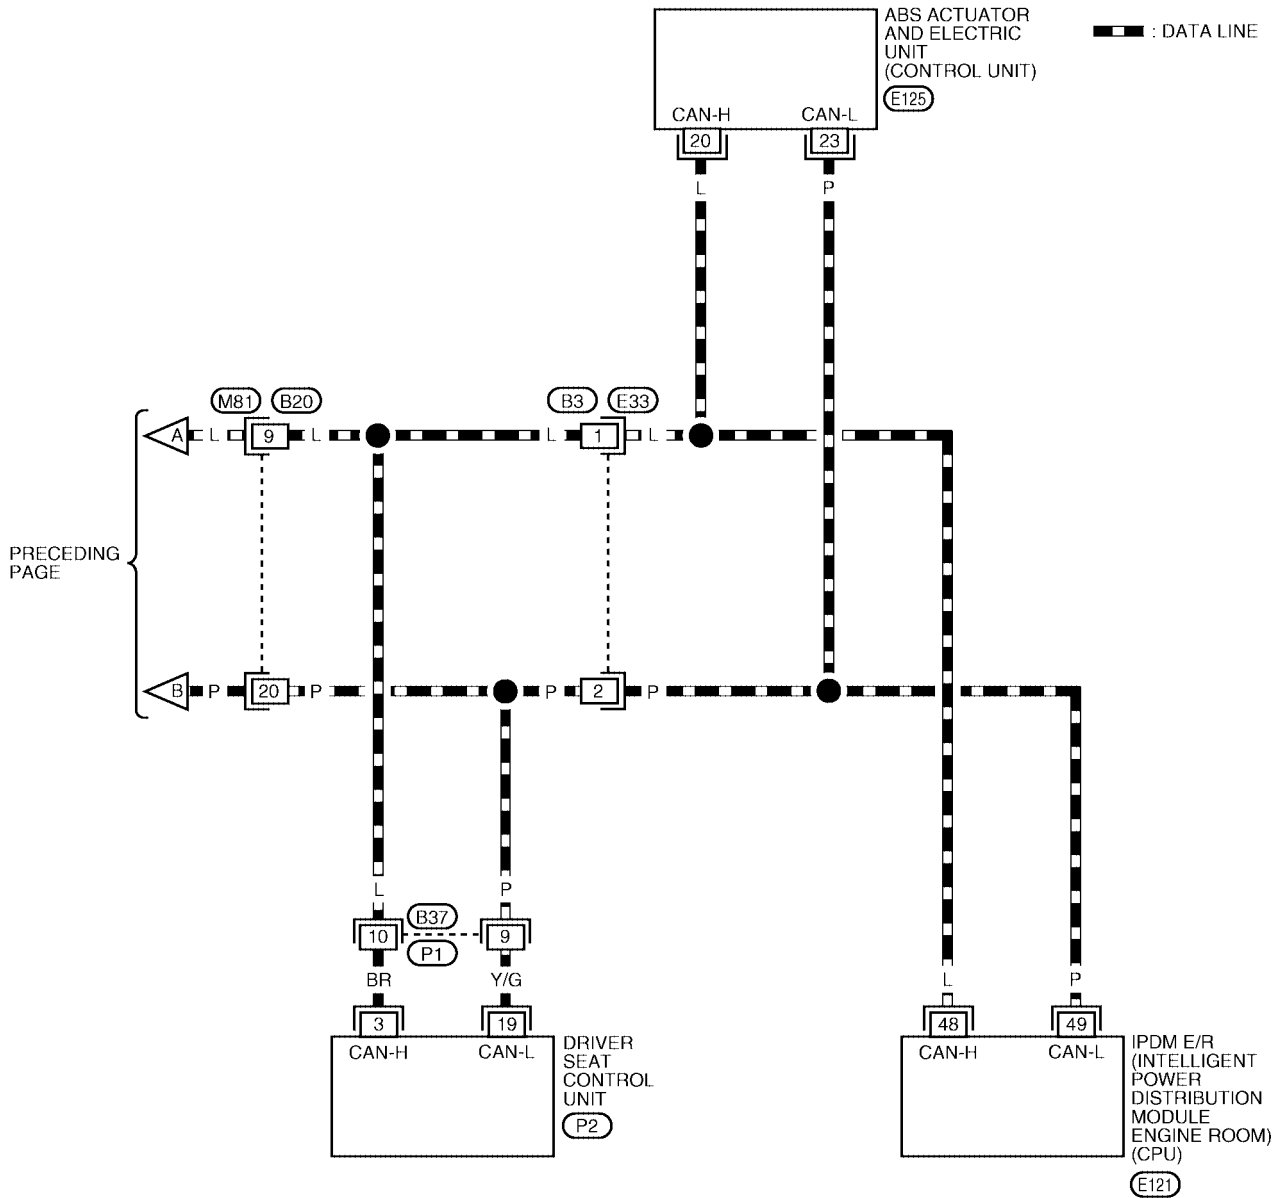 ABS ACTUATOR
AND ELECTRIC
UNIT
(CONTROL UNIT)
E125
: DATA LINE
CAN-H
CAN-L
20
23
L
P
M81
B20
B3
E33
A
L
9
L
L
1
L
PRECEDING
PAGE
B
P
20
P
P
2
P
L
P
B37
10
9
P1
BR
Y/G
L
P
3
19
48
49
CAN-H
CAN-L
DRIVER
SEAT
CONTROL
UNIT
P2
CAN-H
CAN-L
IPDM E/R
(INTELLIGENT
POWER
DISTRIBUTION
MODULE
ENGINE ROOM)
(CPU)
E121